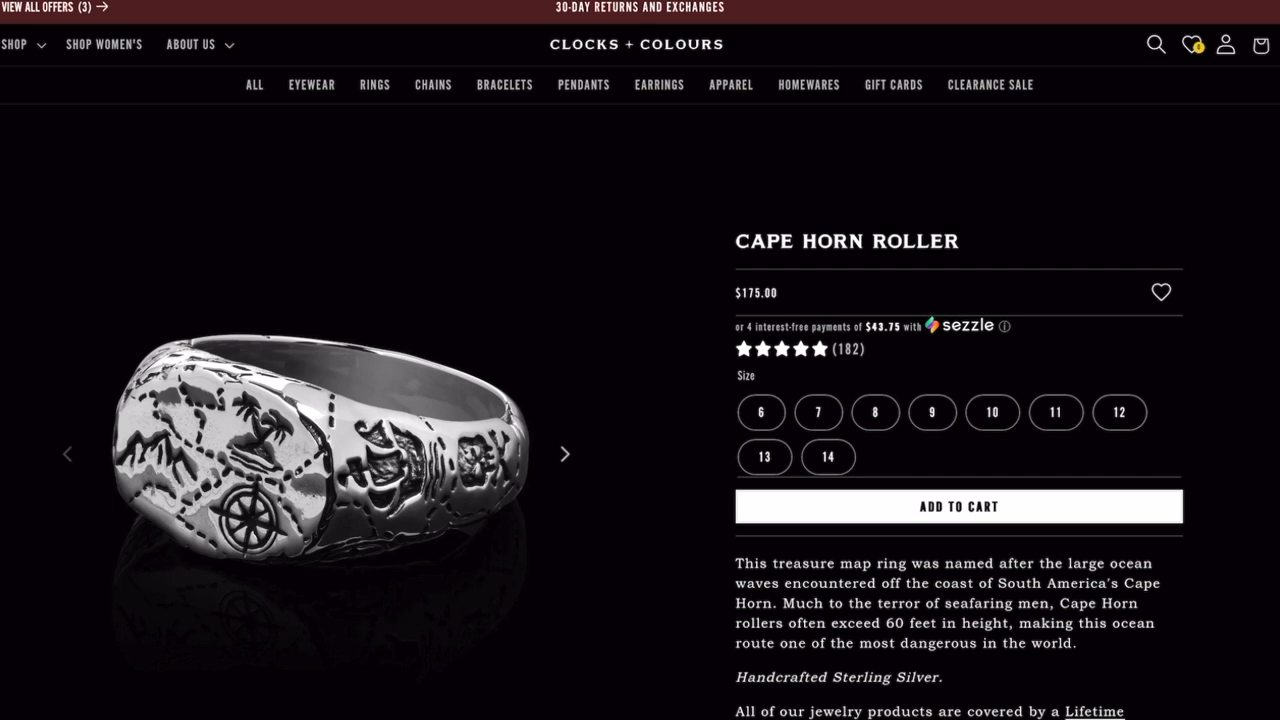 VIEW ALL OFFERS (3) →
30-DAY RETURNS AND EXCHANGES
SHOP
SHOP WOMEN'S
ABOUT US
CLOCKS + COLOURS
0
ALL
EYEWEAR
RINGS
CHAINS
BRACELETS
PENDANTS
EARRINGS
APPAREL
HOMEWARES
GIFT CARDS
CLEARANCE SALE
CAPE HORN ROLLER
$175.00
or 4 interest-free payments of $43.75 with sezzle ⓘ
(182)
Size
6
7
8
9
10
11
12
13
14
ADD TO CART
This treasure map ring was named after the large ocean
waves encountered off the coast of South America's Cape
Horn. Much to the terror of seafaring men, Cape Horn
rollers often exceed 60 feet in height, making this ocean
route one of the most dangerous in the world.
Handcrafted Sterling Silver.
All of our jewelry products are covered by a Lifetime